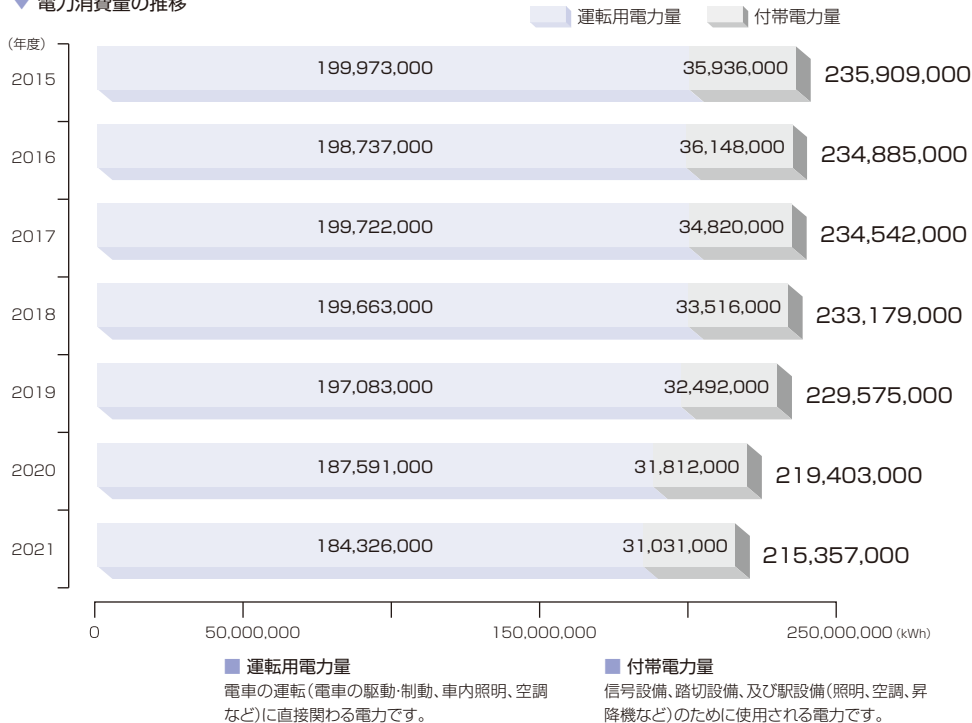 ▼ 電力消費量の推移
運転用電力量 付帯電力量
(年度)
2015 199,973,000 35,936,000 235,909,000
2016 198,737,000 36,148,000 234,885,000
2017 199,722,000 34,820,000 234,542,000
2018 199,663,000 33,516,000 233,179,000
2019 197,083,000 32,492,000 229,575,000
2020 187,591,000 31,812,000 219,403,000
2021 184,326,000 31,031,000 215,357,000
0 50,000,000 150,000,000 250,000,000 (kWh)
■ 運転用電力量
電車の運転(電車の駆動・制動、車内照明、空調
など)に直接関わる電力です。
■ 付帯電力量
信号設備、踏切設備、及び駅設備(照明、空調、昇
降機など)のために使用される電力です。